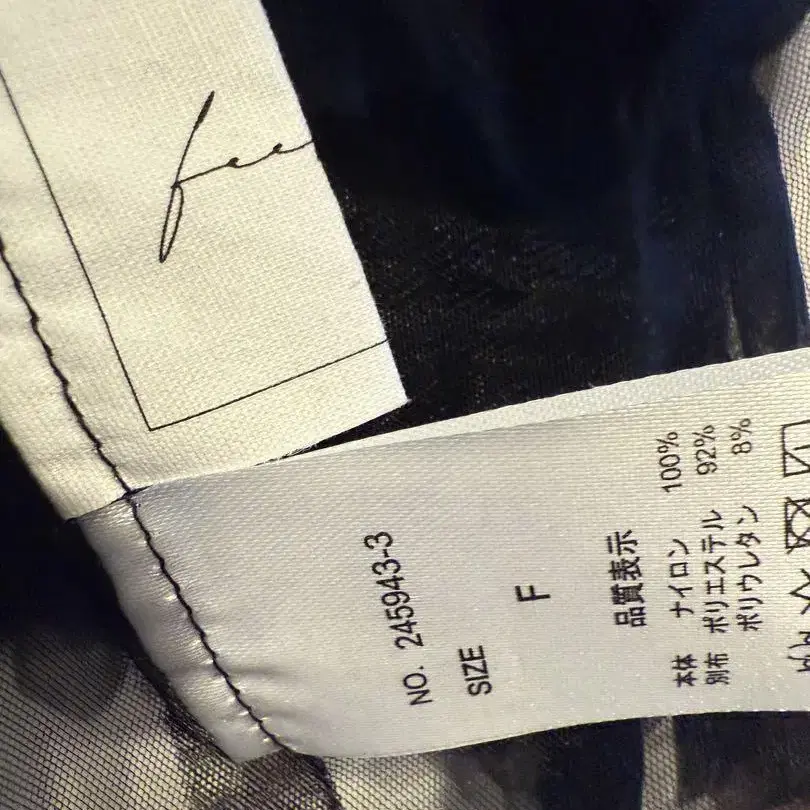 fee
NO. 245943-3
SIZE
F
品質表示
本体 ナイロン 100%
別布 ポリエステル 92%
ポリウレタン 8%